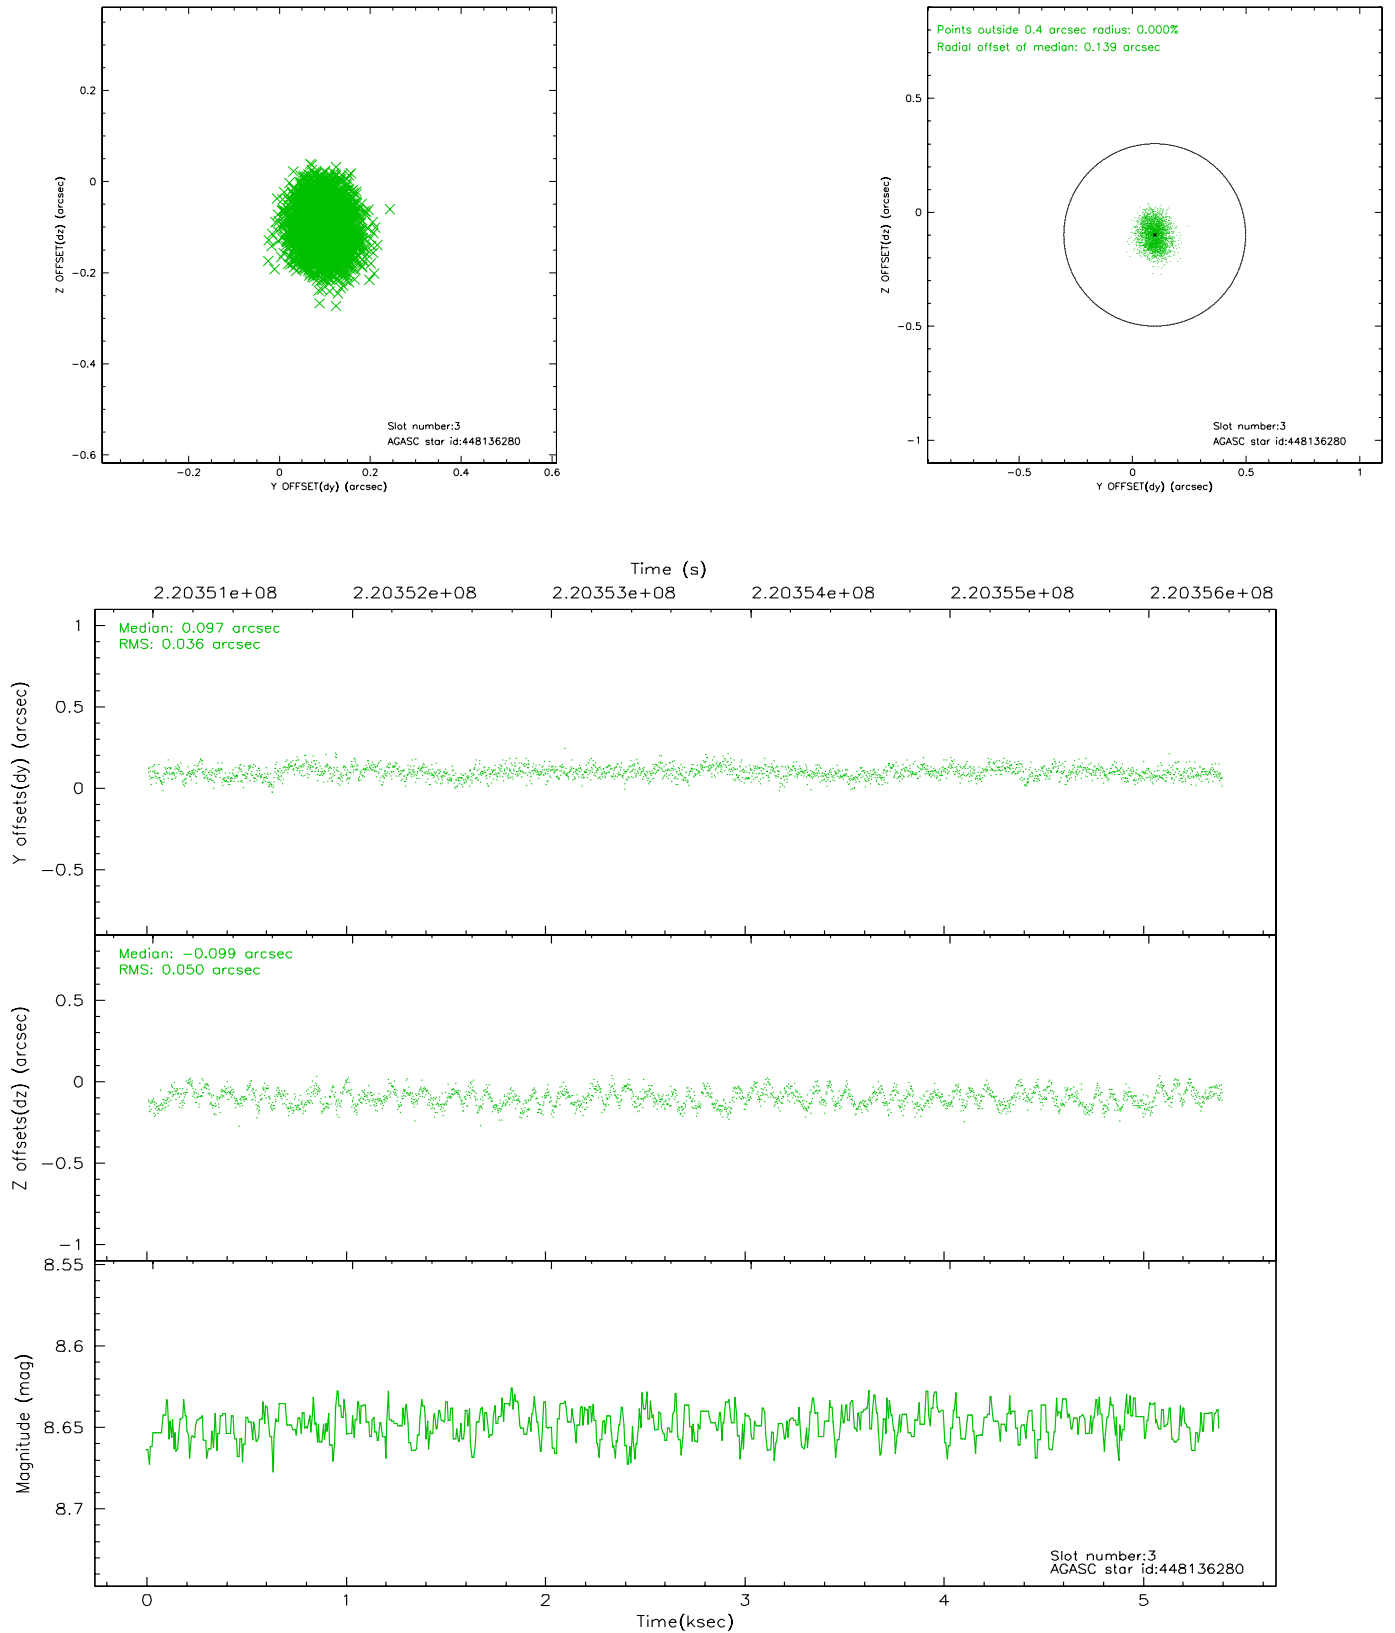 0.2
0
−0.2
−0.4
−0.6
Z OFFSET(dz) (arcsec)
Slot number:3
AGASC star id:448136280
−0.2 0 0.2 0.4 0.6
Y OFFSET(dy) (arcsec)
Points outside 0.4 arcsec radius: 0.000%
Radial offset of median: 0.139 arcsec
0.5
0
−0.5
−1
Z OFFSET(dz) (arcsec)
Slot number:3
AGASC star id:448136280
−0.5 0 0.5 1
Y OFFSET(dy) (arcsec)
Time (s)
2.20351e+08 2.20352e+08 2.20353e+08 2.20354e+08 2.20355e+08 2.20356e+08
Median: 0.097 arcsec
RMS: 0.036 arcsec
1
0.5
0
−0.5
Y offsets(dy) (arcsec)
Median: −0.099 arcsec
RMS: 0.050 arcsec
0.5
0
−0.5
−1
Z offsets(dz) (arcsec)
8.55
8.6
8.65
8.7
Magnitude (mag)
Slot number:3
AGASC star id:448136280
0 1 2 3 4 5
Time(ksec)